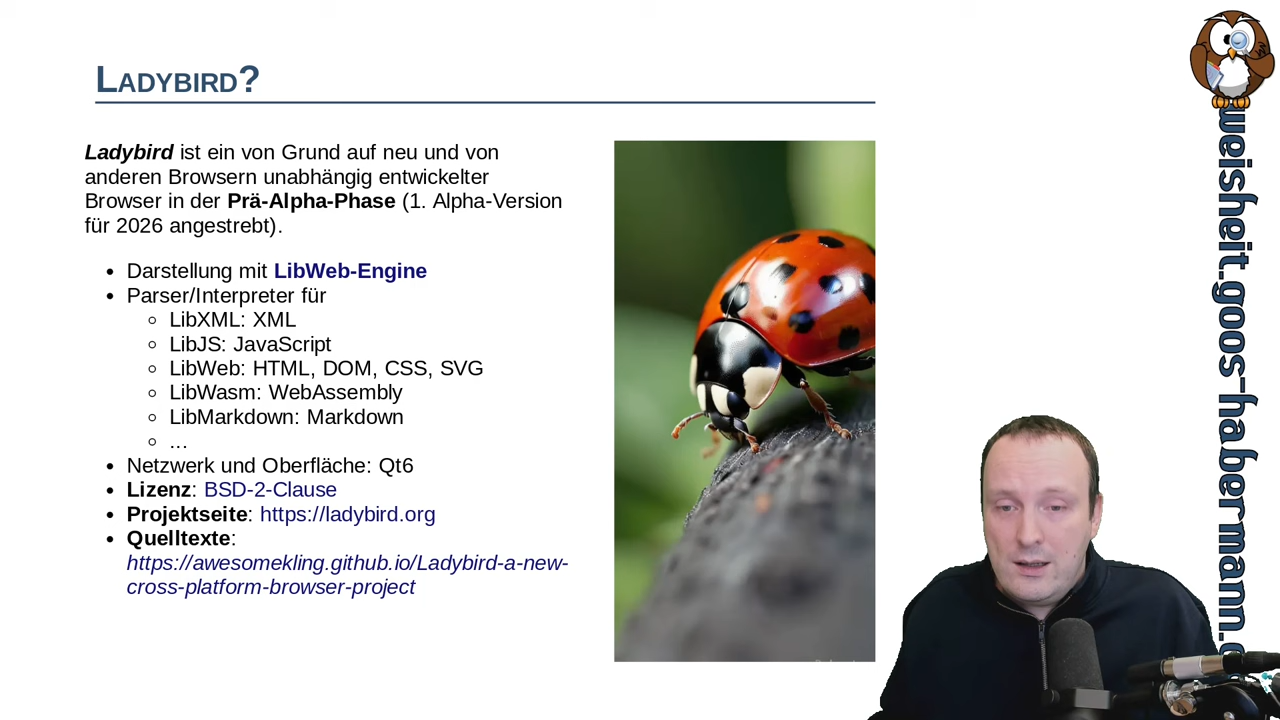 LADYBIRD?
Ladybird ist ein von Grund auf neu und von
anderen Browsern unabhängig entwickelter
Browser in der Prä-Alpha-Phase (1. Alpha-Version
für 2026 angestrebt).
• Darstellung mit LibWeb-Engine
• Parser/Interpreter für
◦ LibXML: XML
◦ LibJS: JavaScript
◦ LibWeb: HTML, DOM, CSS, SVG
◦ LibWasm: WebAssembly
◦ LibMarkdown: Markdown
◦ ...
• Netzwerk und Oberfläche: Qt6
• Lizenz: BSD-2-Clause
• Projektseite: https://ladybird.org
• Quelltexte:
https://awesomekling.github.io/Ladybird-a-new-
cross-platform-browser-project
weisheit.goos-habermann.